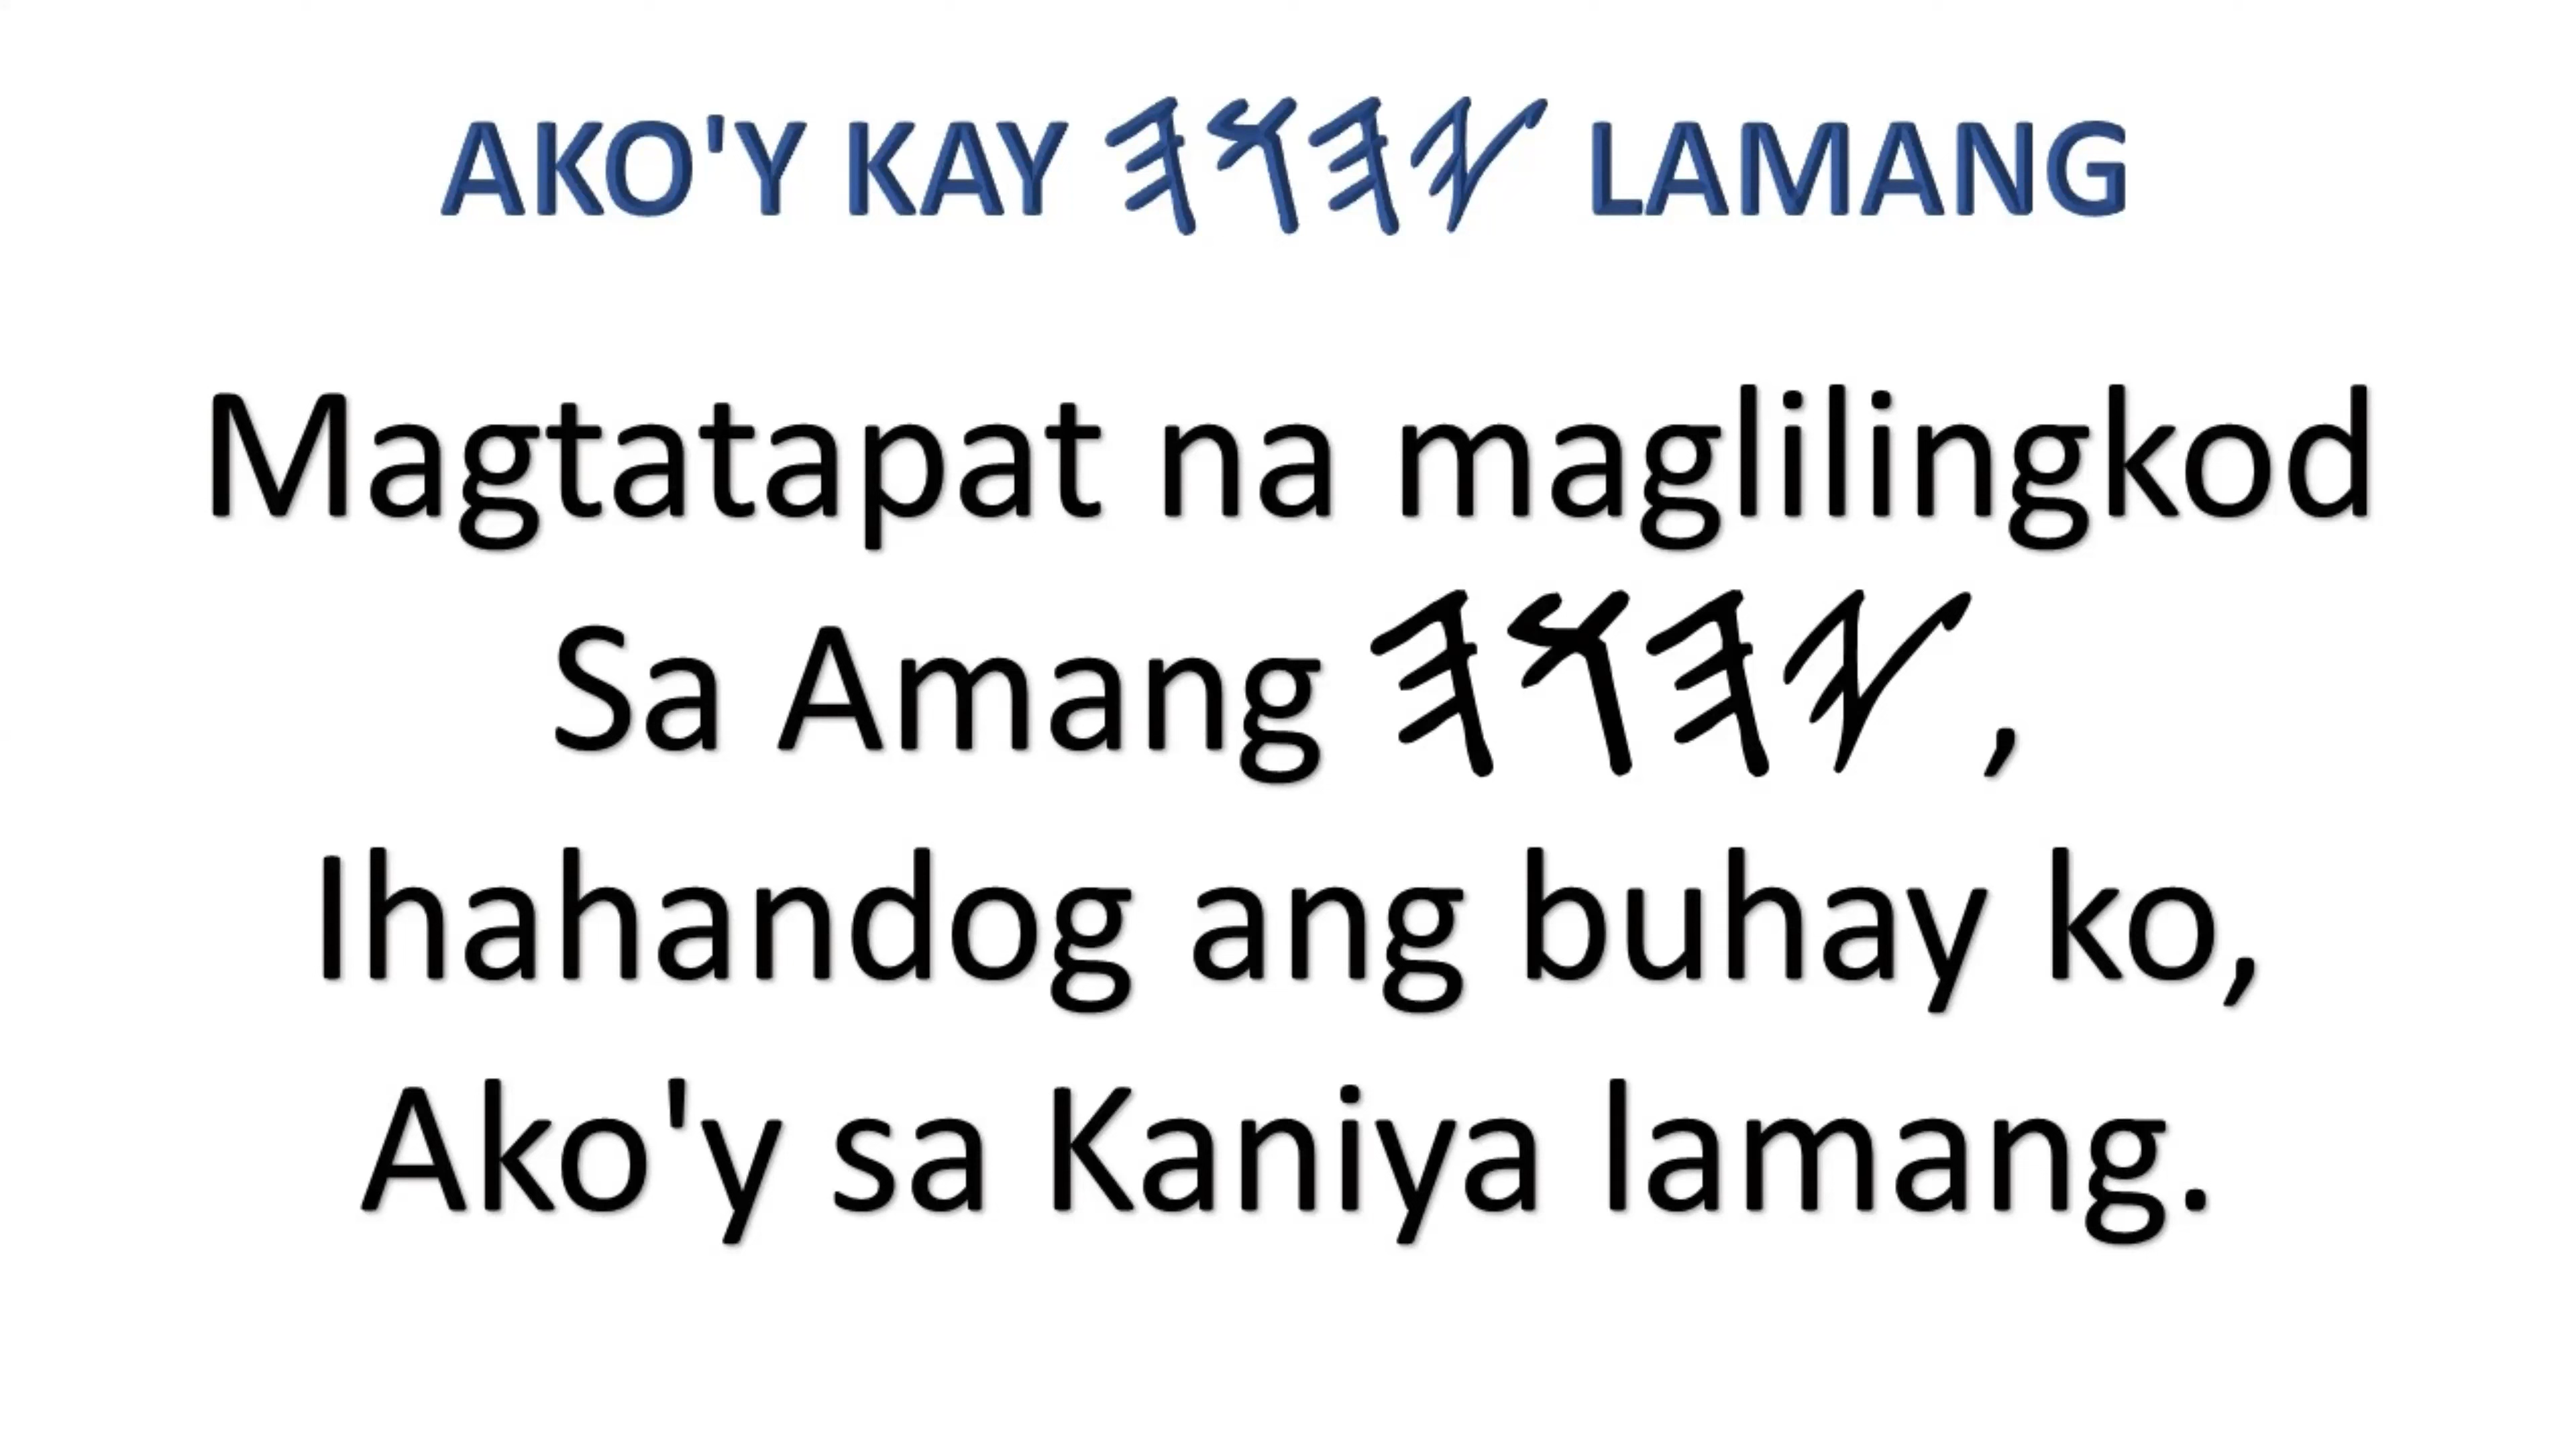 AKO'Y KAY 𐤉𐤄𐤅𐤄 LAMANG
Magtatapat na maglilingkod
Sa Amang 𐤉𐤄𐤅𐤄 ,
Ihahandog ang buhay ko,
Ako'y sa Kaniya lamang.